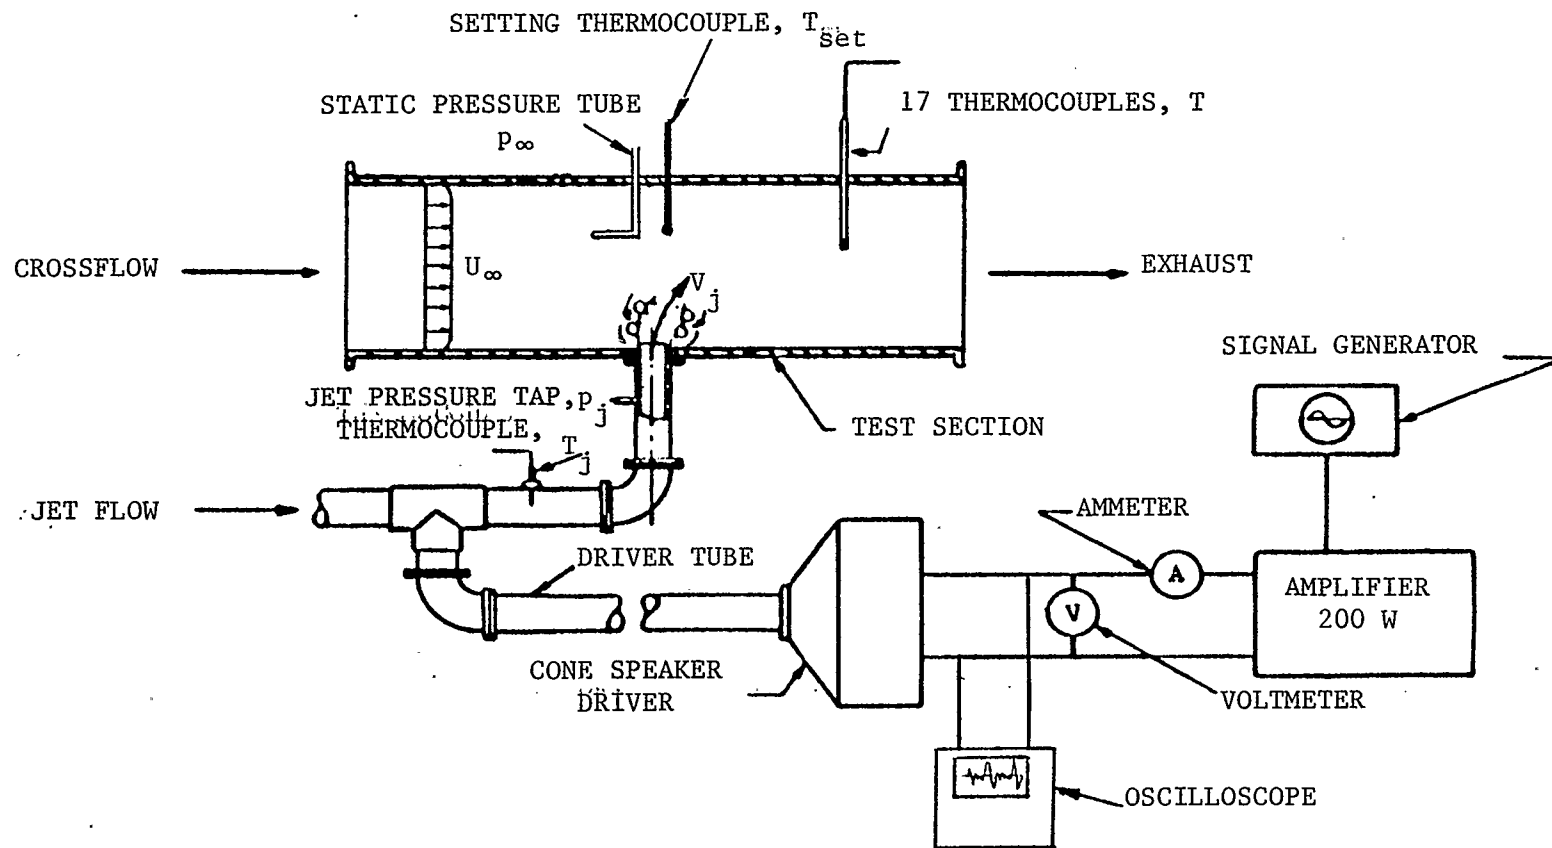 SETTING THERMOCOUPLE, Tset
STATIC PRESSURE TUBE
p∞
17 THERMOCOUPLES, T
CROSSFLOW
U∞
Vj
EXHAUST
SIGNAL GENERATOR
JET PRESSURE TAP, pj
THERMOCOUPLE, Tj
TEST SECTION
JET FLOW
AMMETER
A
DRIVER TUBE
AMPLIFIER
200 W
V
CONE SPEAKER
DRIVER
VOLTMETER
OSCILLOSCOPE